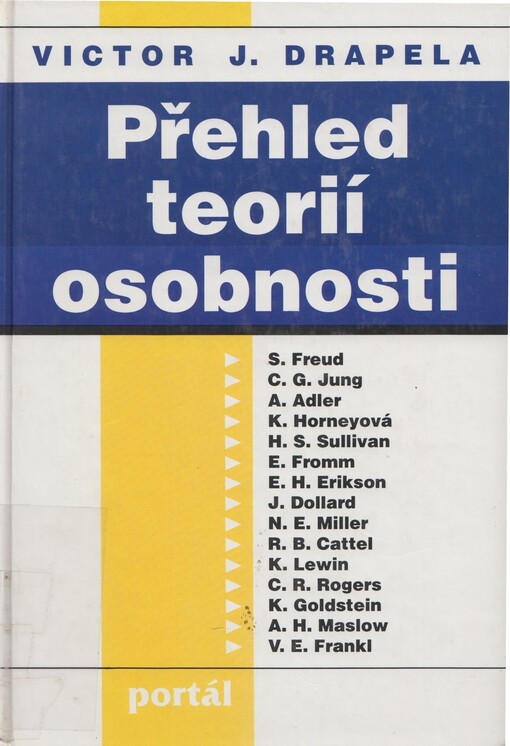 VICTOR J. DRAPELA
Přehled
teorií
osobnosti
S. Freud
C. G. Jung
A. Adler
K. Horneyová
H. S. Sullivan
E. Fromm
E. H. Erikson
J. Dollard
N. E. Miller
R. B. Cattel
K. Lewin
C. R. Rogers
K. Goldstein
A. H. Maslow
V. E. Frankl
portál